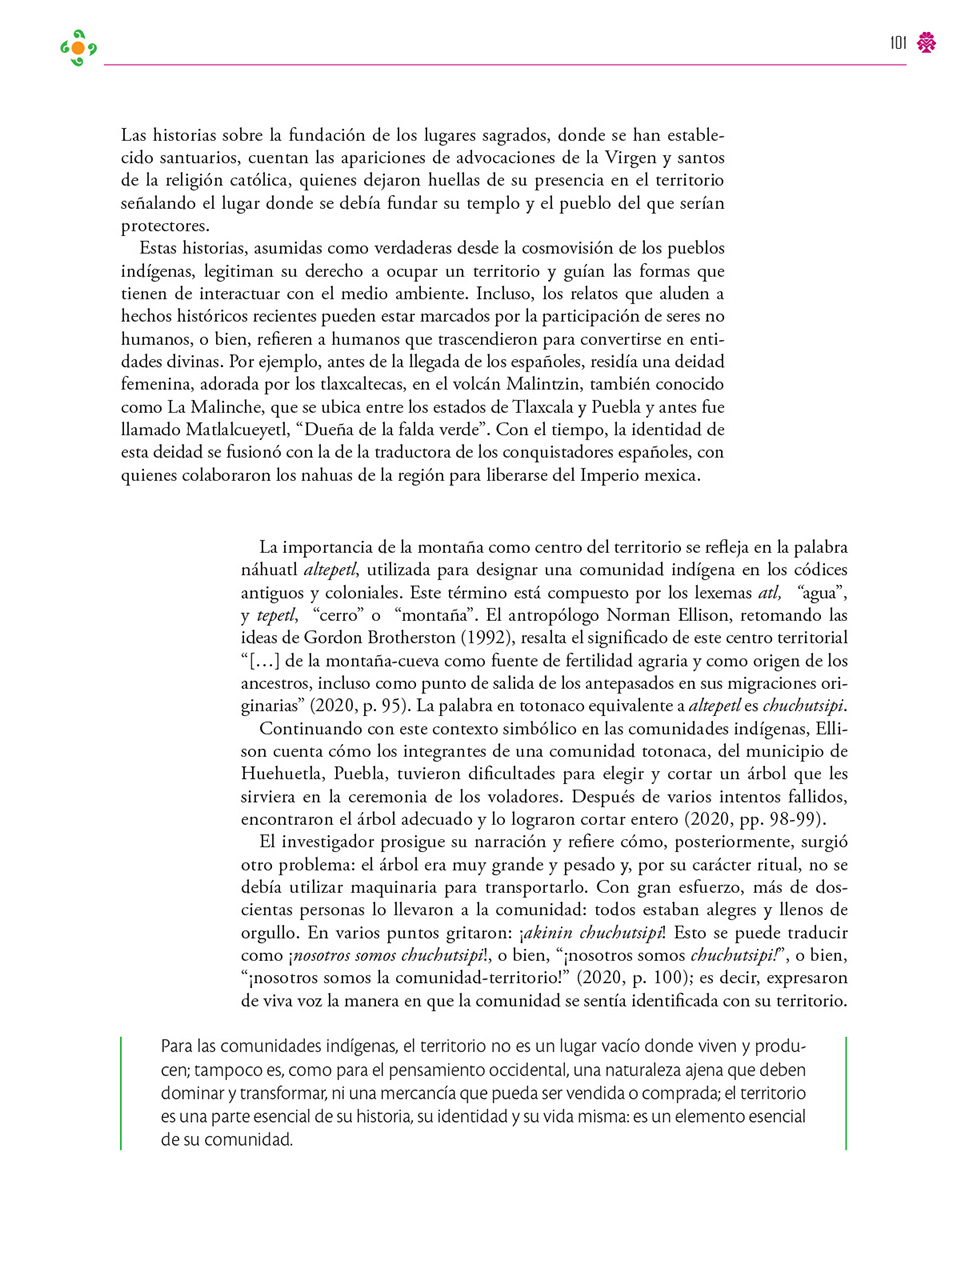 101
Las historias sobre la fundación de los lugares sagrados, donde se han estable-
cido santuarios, cuentan las apariciones de advocaciones de la Virgen y santos
de la religión católica, quienes dejaron huellas de su presencia en el territorio
señalando el lugar donde se debía fundar su templo y el pueblo del que serían
protectores.
Estas historias, asumidas como verdaderas desde la cosmovisión de los pueblos
indígenas, legitiman su derecho a ocupar un territorio y guían las formas que
tienen de interactuar con el medio ambiente. Incluso, los relatos que aluden a
hechos históricos recientes pueden estar marcados por la participación de seres no
humanos, o bien, refieren a humanos que trascendieron para convertirse en enti-
dades divinas. Por ejemplo, antes de la llegada de los españoles, residía una deidad
femenina, adorada por los tlaxcaltecas, en el volcán Malintzin, también conocido
como La Malinche, que se ubica entre los estados de Tlaxcala y Puebla y antes fue
llamado Matlalcueyetl, “Dueña de la falda verde”. Con el tiempo, la identidad de
esta deidad se fusionó con la de la traductora de los conquistadores españoles, con
quienes colaboraron los nahuas de la región para liberarse del Imperio mexica.
La importancia de la montaña como centro del territorio se refleja en la palabra
náhuatl altepetl, utilizada para designar una comunidad indígena en los códices
antiguos y coloniales. Este término está compuesto por los lexemas atl, “agua”,
y tepetl, “cerro” o “montaña”. El antropólogo Norman Ellison, retomando las
ideas de Gordon Brotherston (1992), resalta el significado de este centro territorial
“[…] de la montaña-cueva como fuente de fertilidad agraria y como origen de los
ancestros, incluso como punto de salida de los antepasados en sus migraciones ori-
ginarias” (2020, p. 95). La palabra en totonaco equivalente a altepetl es chuchutsipi.
Continuando con este contexto simbólico en las comunidades indígenas, Elli-
son cuenta cómo los integrantes de una comunidad totonaca, del municipio de
Huehuetla, Puebla, tuvieron dificultades para elegir y cortar un árbol que les
sirviera en la ceremonia de los voladores. Después de varios intentos fallidos,
encontraron el árbol adecuado y lo lograron cortar entero (2020, pp. 98-99).
El investigador prosigue su narración y refiere cómo, posteriormente, surgió
otro problema: el árbol era muy grande y pesado y, por su carácter ritual, no se
debía utilizar maquinaria para transportarlo. Con gran esfuerzo, más de dos-
cientas personas lo llevaron a la comunidad: todos estaban alegres y llenos de
orgullo. En varios puntos gritaron: ¡akinin chuchutsipi! Esto se puede traducir
como ¡nosotros somos chuchutsipi!, o bien, “¡nosotros somos chuchutsipi!”, o bien,
“¡nosotros somos la comunidad-territorio!” (2020, p. 100); es decir, expresaron
de viva voz la manera en que la comunidad se sentía identificada con su territorio.
Para las comunidades indígenas, el territorio no es un lugar vacío donde viven y produ-
cen; tampoco es, como para el pensamiento occidental, una naturaleza ajena que deben
dominar y transformar, ni una mercancía que pueda ser vendida o comprada; el territorio
es una parte esencial de su historia, su identidad y su vida misma: es un elemento esencial
de su comunidad.